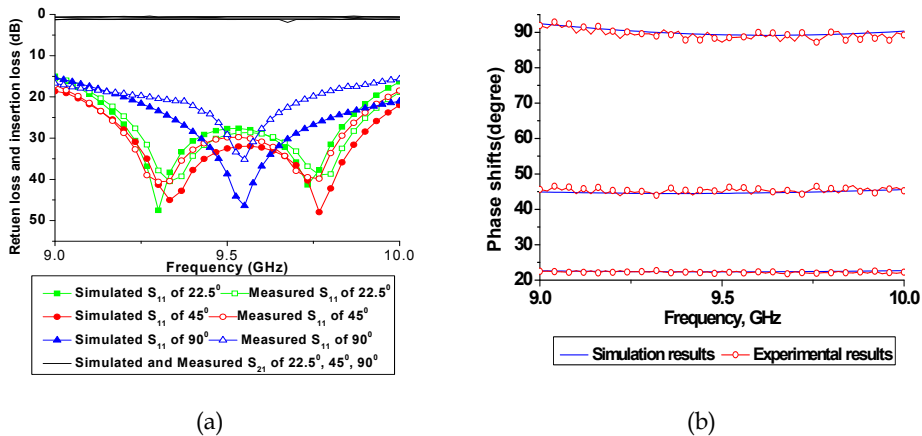 Retuen loss and insertion loss (dB)
0
10
20
30
40
50
9.0
9.5
10.0
Frequency (GHz)
Simulated S11 of 22.5⁰
Measured S11 of 22.5⁰
Simulated S11 of 45⁰
Measured S11 of 45⁰
Simulated S11 of 90⁰
Measured S11 of 90⁰
Simulated and Measured S21 of 22.5⁰, 45⁰, 90⁰
(a)
b)
Phase shifts(degree)
90
80
70
60
50
40
30
20
9.0
9.5
10.0
Frequency, GHz
Simulation results
Experimental results
(b)